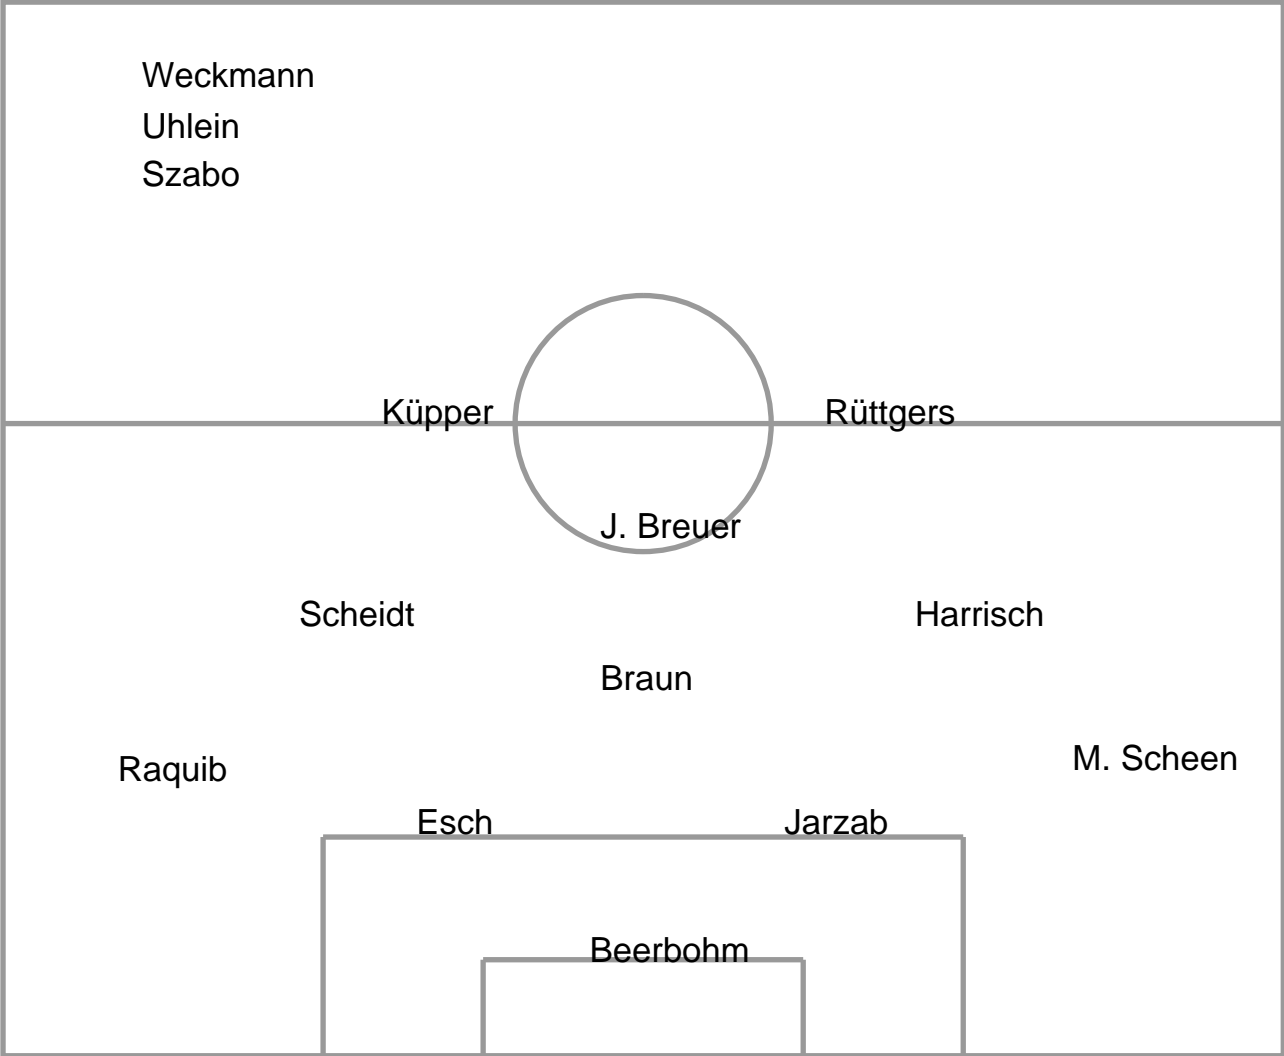 Weckmann
Uhlein
Szabo
Küpper
Rüttgers
J. Breuer
Scheidt
Harrisch
Braun
Raquib
M. Scheen
Esch
Jarzab
Beerbohm